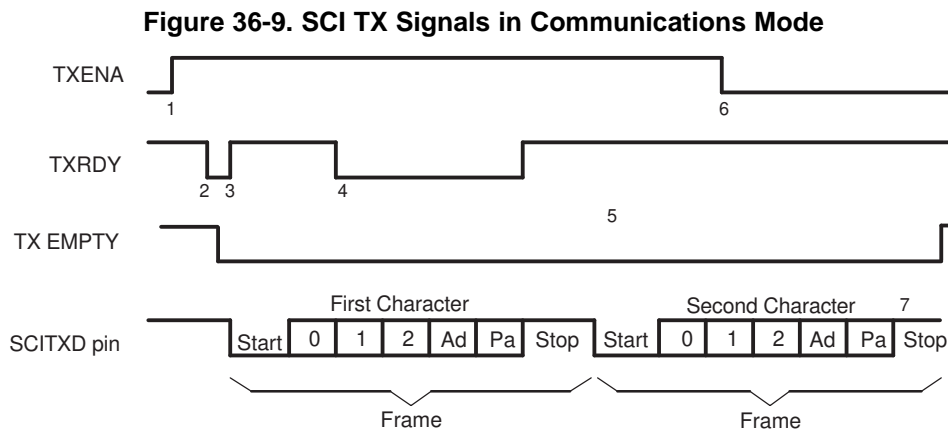 Figure 36-9. SCI TX Signals in Communications Mode
TXENA
1 6
TXRDY
2 3 4
5
TX EMPTY
First Character Second Character 7
SCITXD pin Start 0 1 2 Ad Pa Stop Start 0 1 2 Ad Pa Stop
Frame Frame